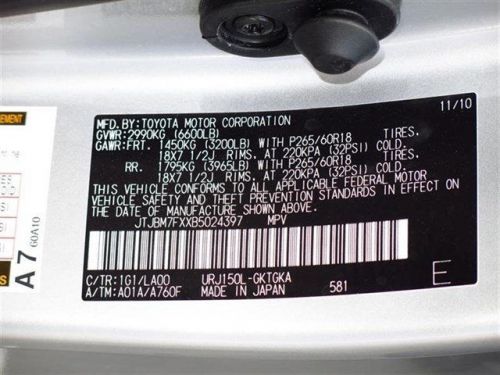 MFD. BY: TOYOTA MOTOR CORPORATION 11/10
GVWR: 2990KG (6600LB)
GAWR: FRT. 1450KG (3200LB) WITH P265/60R18 TIRES.
18X7 1/2J RIMS. AT 220KPA (32PSI) COLD.
RR. 1795KG (3965LB) WITH P265/60R18 TIRES.
18X7 1/2J RIMS. AT 220KPA (32PSI) COLD.
THIS VEHICLE CONFORMS TO ALL APPLICABLE FEDERAL MOTOR
VEHICLE SAFETY AND THEFT PREVENTION STANDARDS IN EFFECT
ON THE DATE OF MANUFACTURE SHOWN ABOVE.
JTJBM7FXXB5024397 MPV
C/TR: 1G1/LA00 URJ150L-GKTGKA
A/TM: A01A/A760F MADE IN JAPAN 581 E
A7 60A10